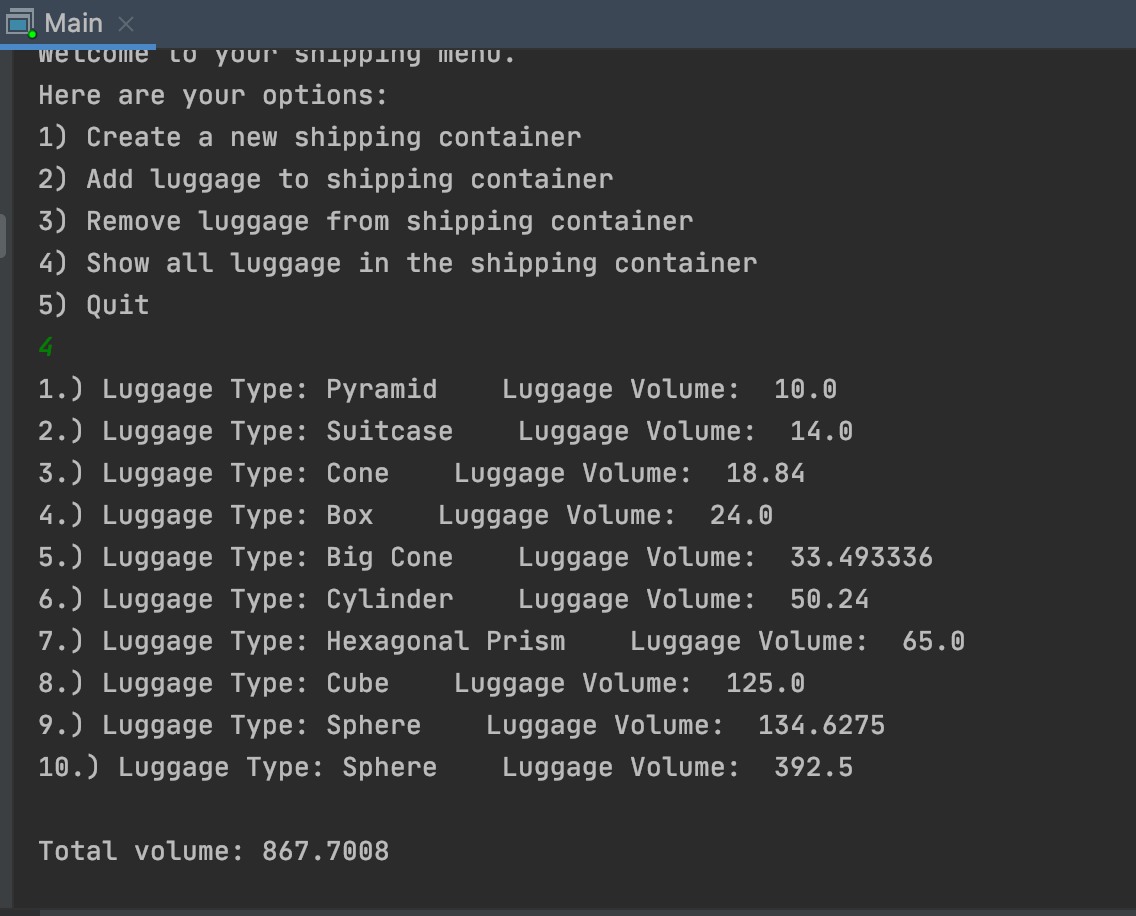 Main
Welcome to your shipping menu.
Here are your options:
1) Create a new shipping container
2) Add luggage to shipping container
3) Remove luggage from shipping container
4) Show all luggage in the shipping container
5) Quit
4
1.) Luggage Type: Pyramid    Luggage Volume:  10.0
2.) Luggage Type: Suitcase    Luggage Volume:  14.0
3.) Luggage Type: Cone    Luggage Volume:  18.84
4.) Luggage Type: Box    Luggage Volume:  24.0
5.) Luggage Type: Big Cone    Luggage Volume:  33.493336
6.) Luggage Type: Cylinder    Luggage Volume:  50.24
7.) Luggage Type: Hexagonal Prism    Luggage Volume:  65.0
8.) Luggage Type: Cube    Luggage Volume:  125.0
9.) Luggage Type: Sphere    Luggage Volume:  134.6275
10.) Luggage Type: Sphere    Luggage Volume:  392.5
Total volume: 867.7008